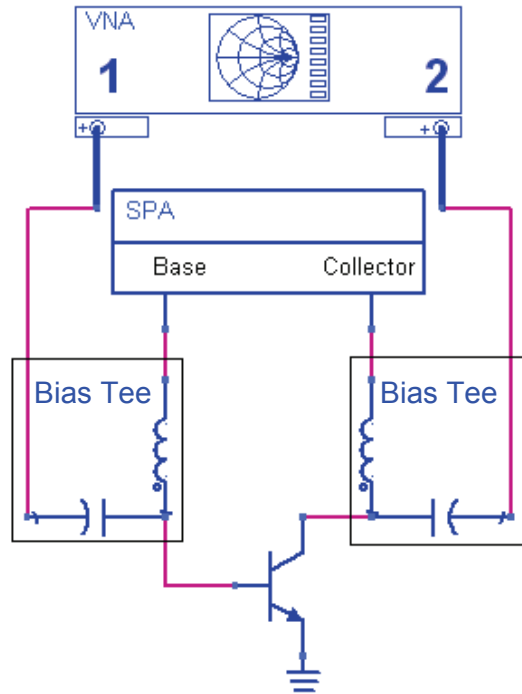 VNA
1
2
+
+
SPA
Base Collector
Bias Tee
Bias Tee